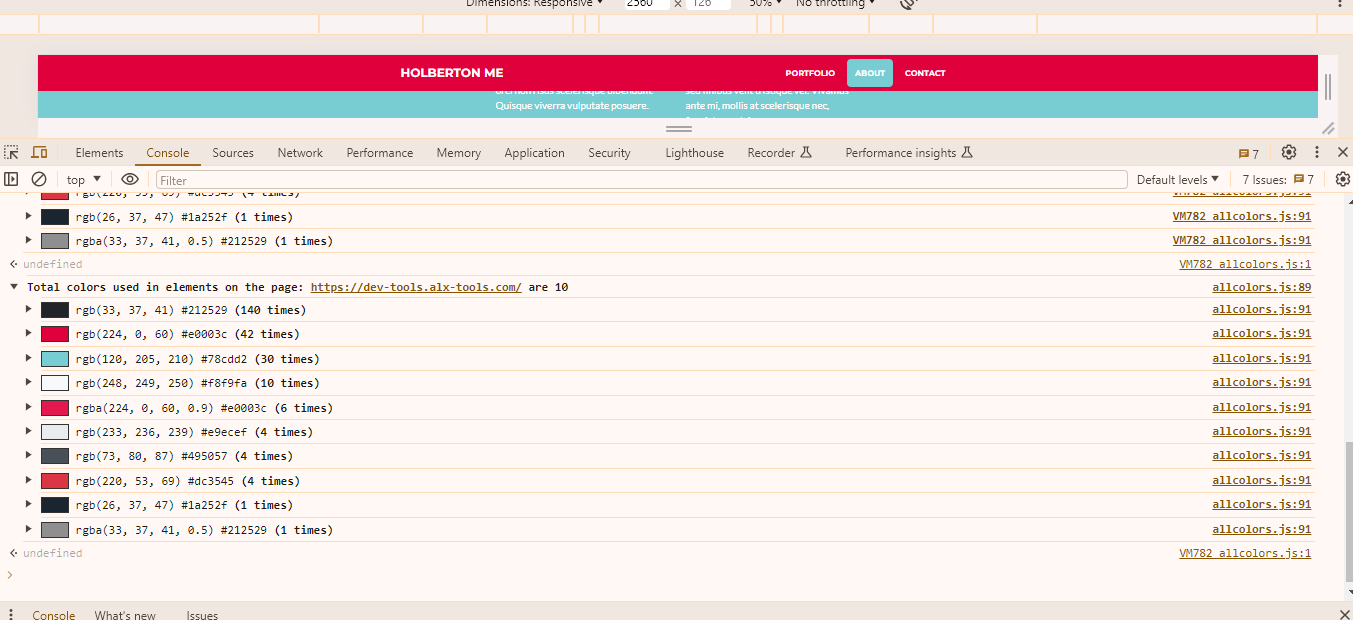 Dimensions: Responsive 2560 × 126 50% No throttling
HOLBERTON ME PORTFOLIO ABOUT CONTACT
orci non risus scelerisque bibendum. sed finibus velit tristique vel. Vivamus
Quisque viverra vulputate posuere. ante mi, mollis at scelerisque nec,
Elements Console Sources Network Performance Memory Application Security Lighthouse Recorder Performance insights 7
top Filter Default levels 7 Issues: 7
rgb(220, 53, 69) #dc3545 (4 times) VM782 allcolors.js:91
rgb(26, 37, 47) #1a252f (1 times) VM782 allcolors.js:91
rgba(33, 37, 41, 0.5) #212529 (1 times) VM782 allcolors.js:91
undefined VM782 allcolors.js:1
Total colors used in elements on the page: https://dev-tools.alx-tools.com/ are 10 allcolors.js:89
rgb(33, 37, 41) #212529 (140 times) allcolors.js:91
rgb(224, 0, 60) #e0003c (42 times) allcolors.js:91
rgb(120, 205, 210) #78cdd2 (30 times) allcolors.js:91
rgb(248, 249, 250) #f8f9fa (10 times) allcolors.js:91
rgba(224, 0, 60, 0.9) #e0003c (6 times) allcolors.js:91
rgb(233, 236, 239) #e9ecef (4 times) allcolors.js:91
rgb(73, 80, 87) #495057 (4 times) allcolors.js:91
rgb(220, 53, 69) #dc3545 (4 times) allcolors.js:91
rgb(26, 37, 47) #1a252f (1 times) allcolors.js:91
rgba(33, 37, 41, 0.5) #212529 (1 times) allcolors.js:91
undefined VM782 allcolors.js:1
Console What's new Issues